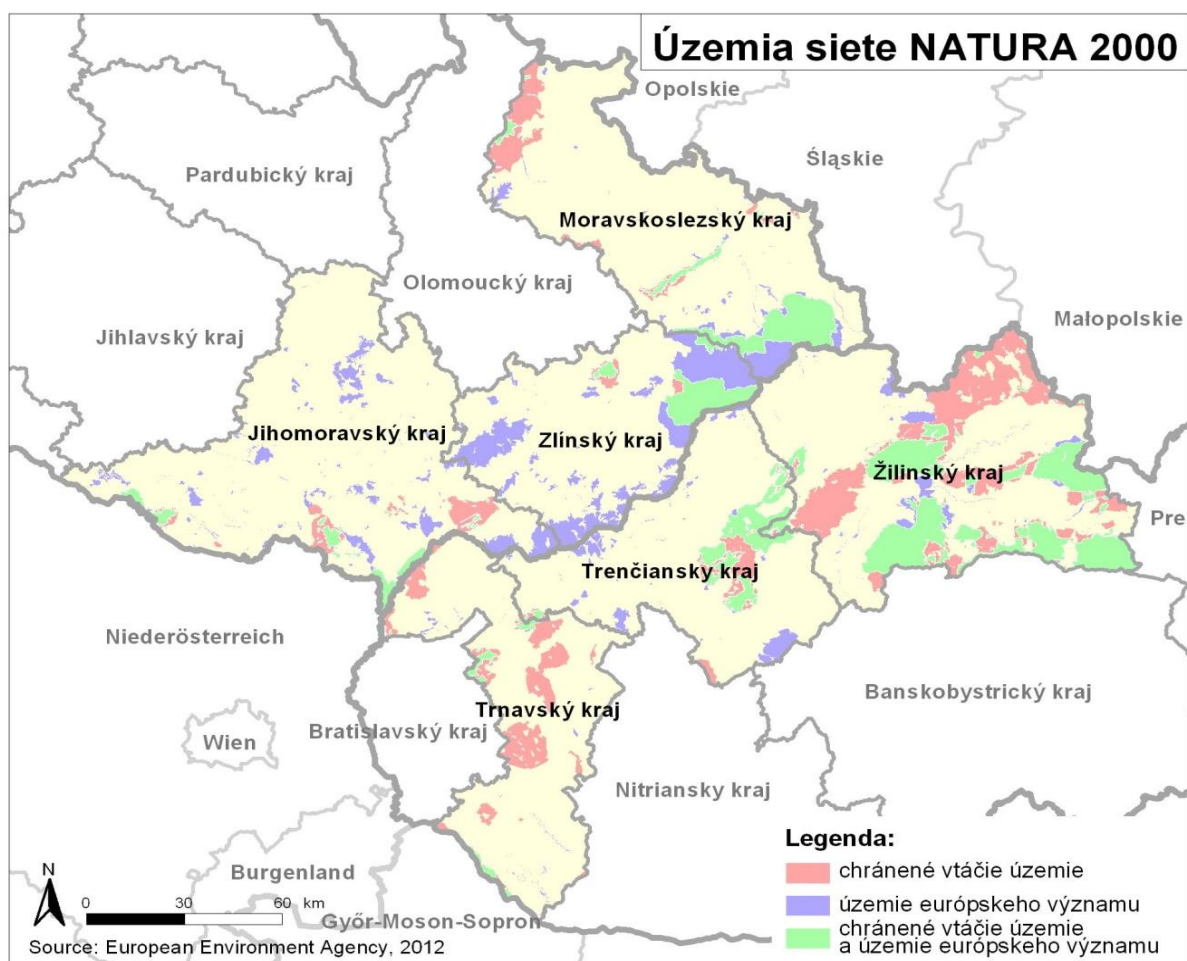 Územia siete NATURA 2000
Opolskie
Pardubický kraj
Śląskie
Moravskoslezský kraj
Olomoucký kraj
Małopolskie
Jihlavský kraj
Jihomoravský kraj
Zlínský kraj
Žilinský kraj
Pre
Trenčiansky kraj
Niederösterreich
Banskobystrický kraj
Trnavský kraj
Bratislavský kraj
Wien
Nitriansky kraj
Legenda:
chránené vtáčie územie
územie európskeho významu
chránené vtáčie územie
a územie európskeho významu
Burgenland
N
0 30 60 km
Győr-Moson-Sopron
Source: European Environment Agency, 2012